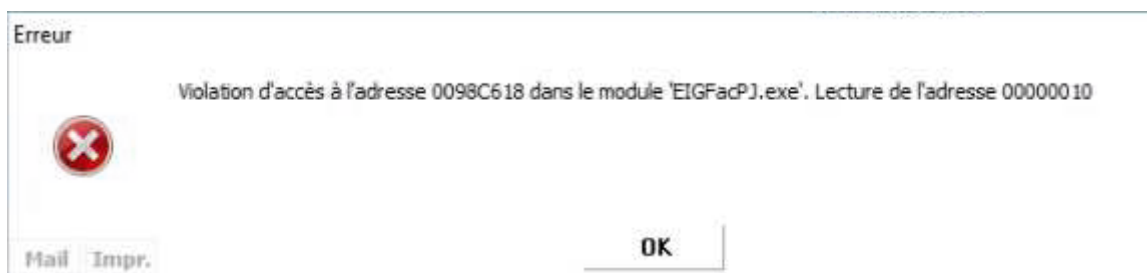 Erreur
Violation d'accès à l'adresse 0098C618 dans le module 'EIGFacPJ.exe'. Lecture de l'adresse 00000010
OK
Mail Impr.